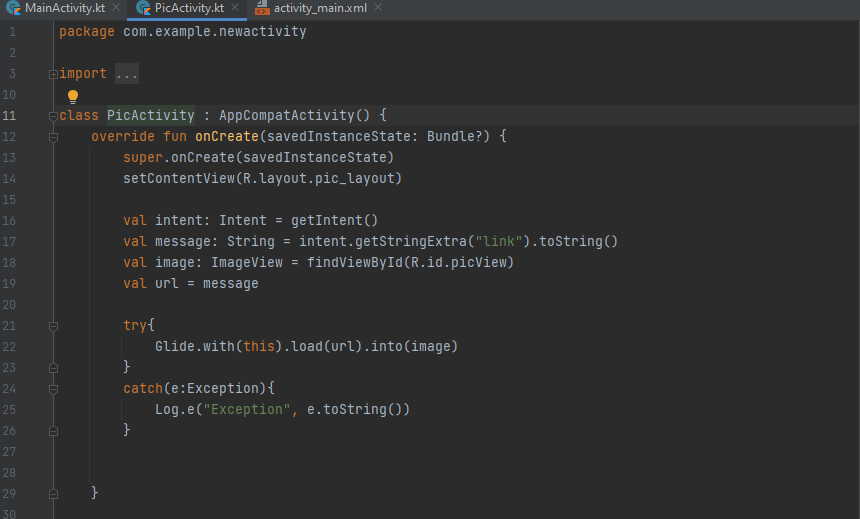 MainActivity.kt PicActivity.kt activity_main.xml
1 package com.example.newactivity
2
3 import ...
10
11 class PicActivity : AppCompatActivity() {
12 override fun onCreate(savedInstanceState: Bundle?) {
13 super.onCreate(savedInstanceState)
14 setContentView(R.layout.pic_layout)
15
16 val intent: Intent = getIntent()
17 val message: String = intent.getStringExtra("link").toString()
18 val image: ImageView = findViewById(R.id.picView)
19 val url = message
20
21 try{
22 Glide.with(this).load(url).into(image)
23 }
24 catch(e:Exception){
25 Log.e("Exception", e.toString())
26 }
27
28
29 }
30